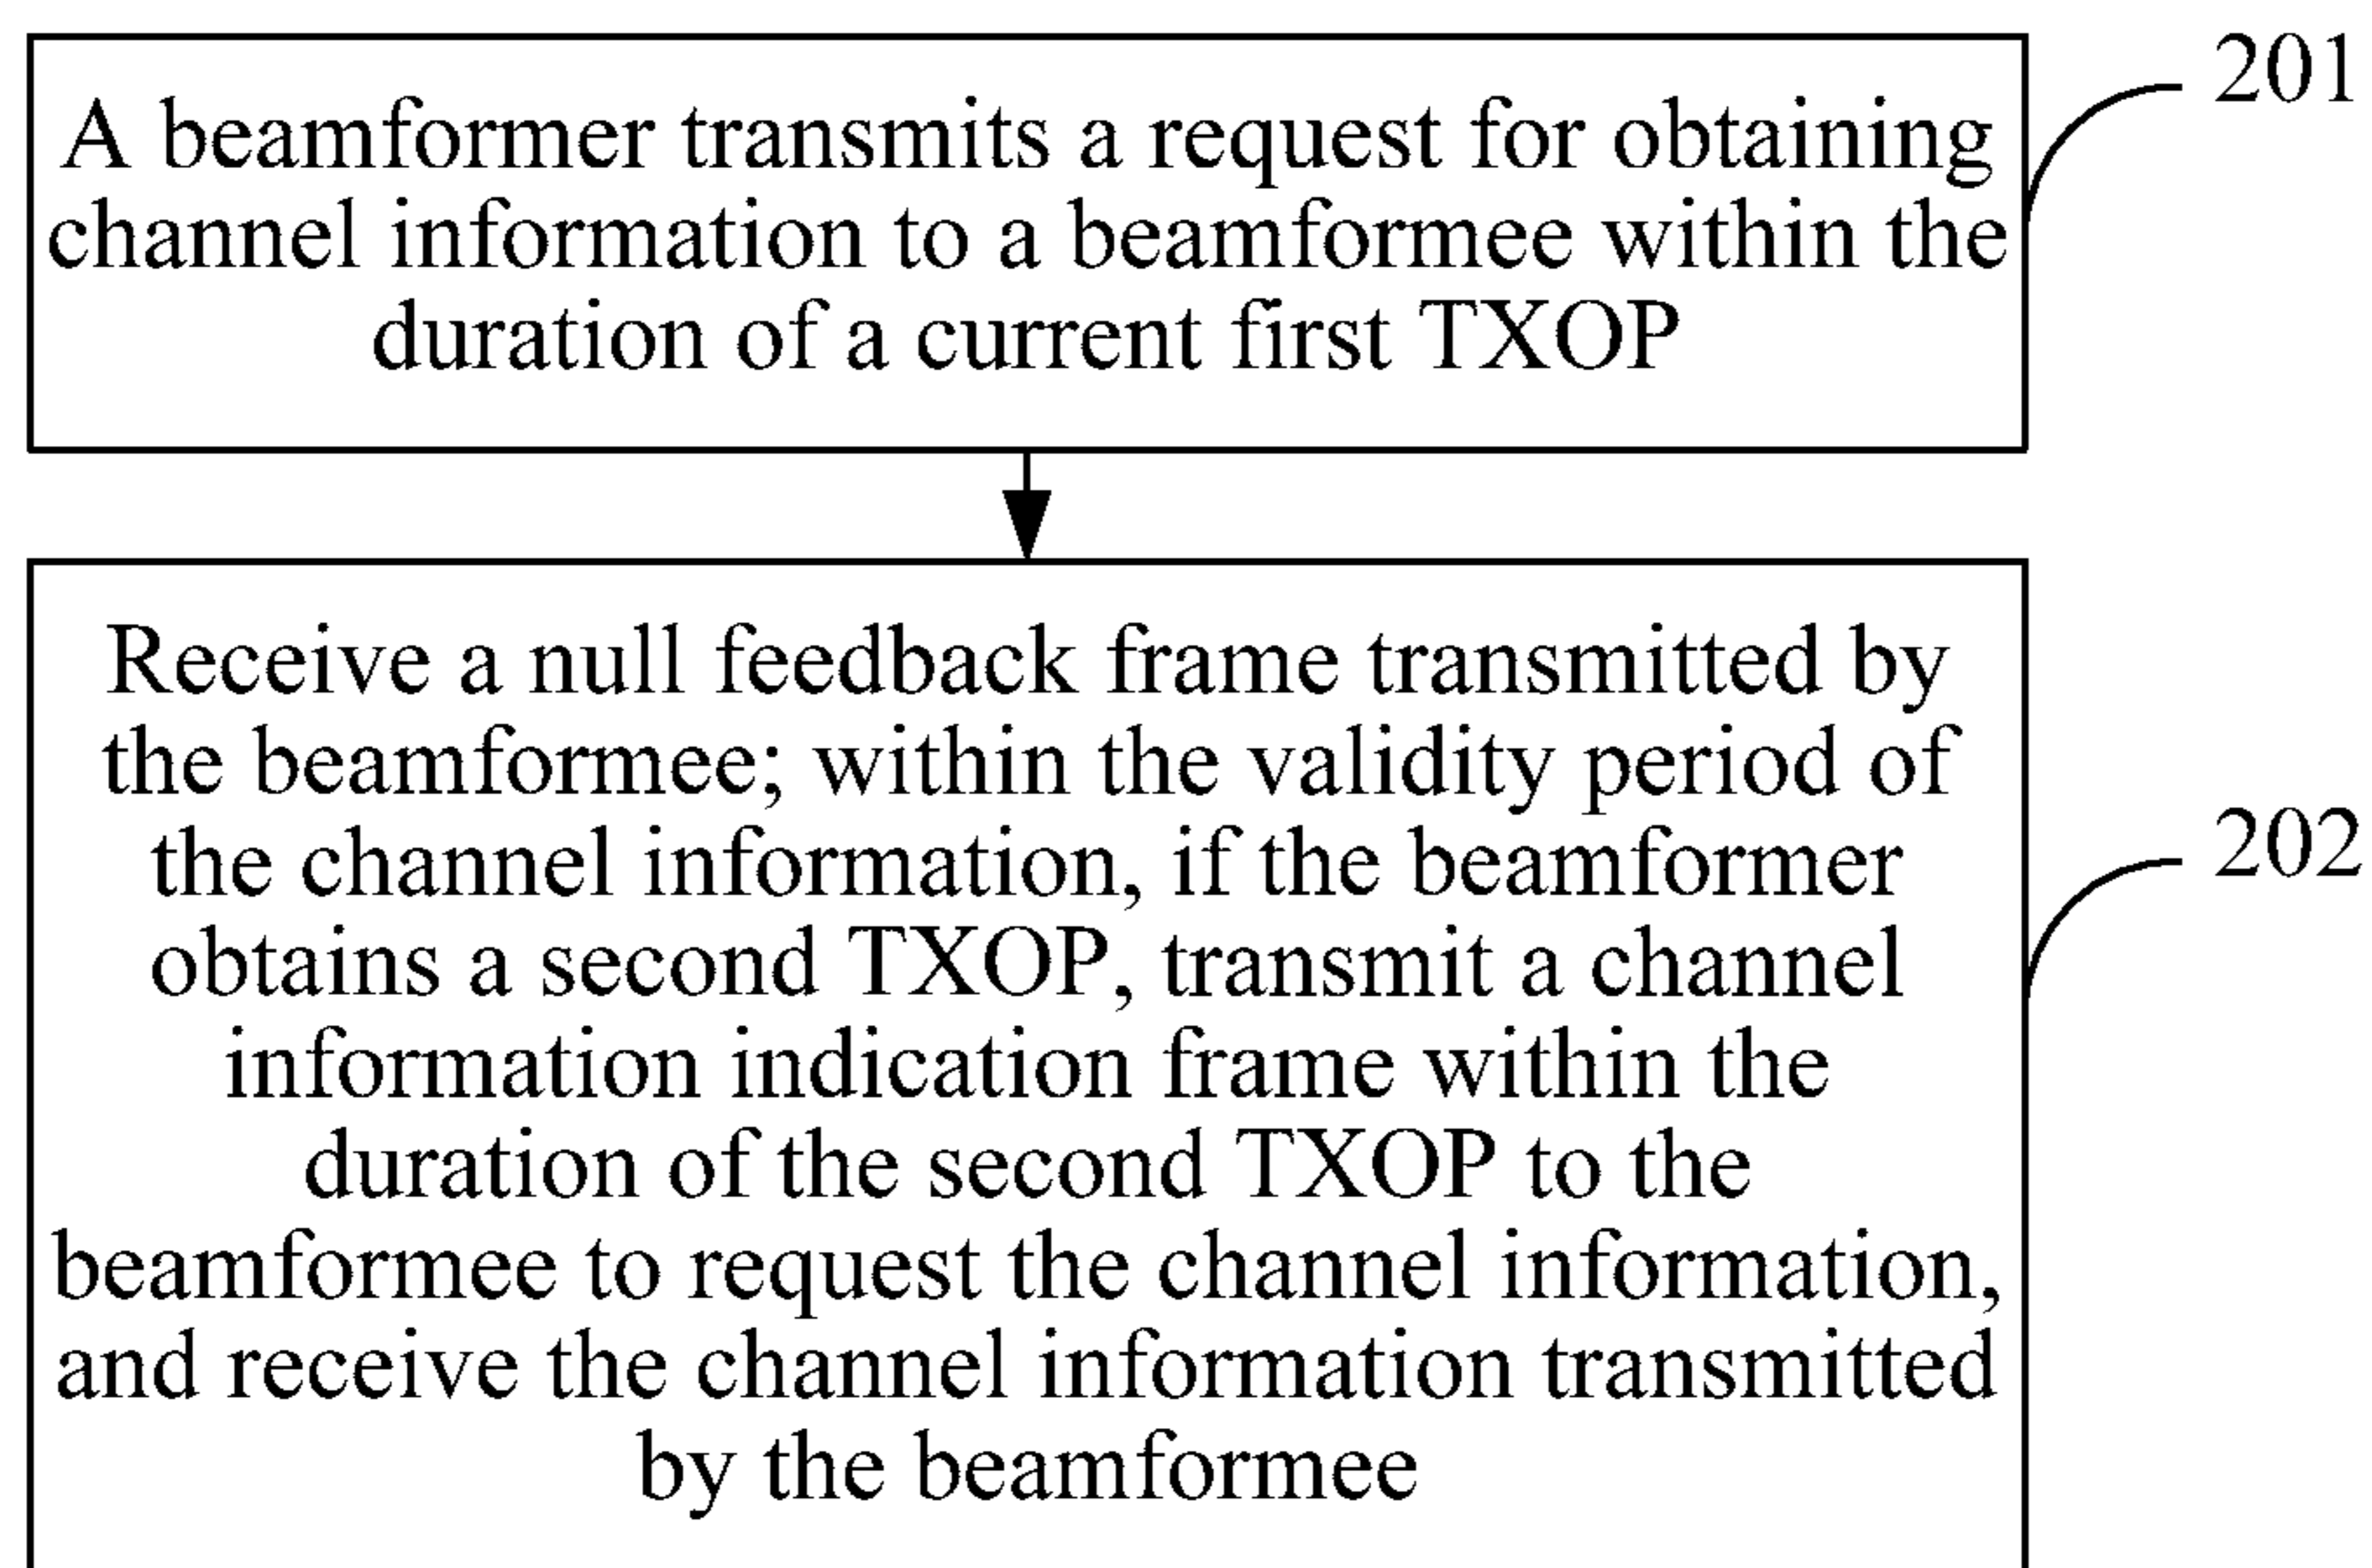 A beamformer transmits a request for obtaining
channel information to a beamformee within the
duration of a current first TXOP
201
Receive a null feedback frame transmitted by
the beamformee; within the validity period of
the channel information, if the beamformer
obtains a second TXOP, transmit a channel
information indication frame within the
duration of the second TXOP to the
beamformee to request the channel information,
and receive the channel information transmitted
by the beamformee
202